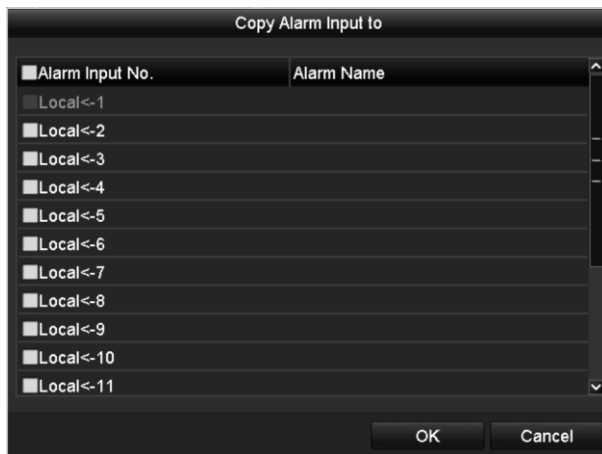 Copy Alarm Input to
Alarm Input No. Alarm Name
Local<-1
Local<-2
Local<-3
Local<-4
Local<-5
Local<-6
Local<-7
Local<-8
Local<-9
Local<-10
Local<-11
OK Cancel